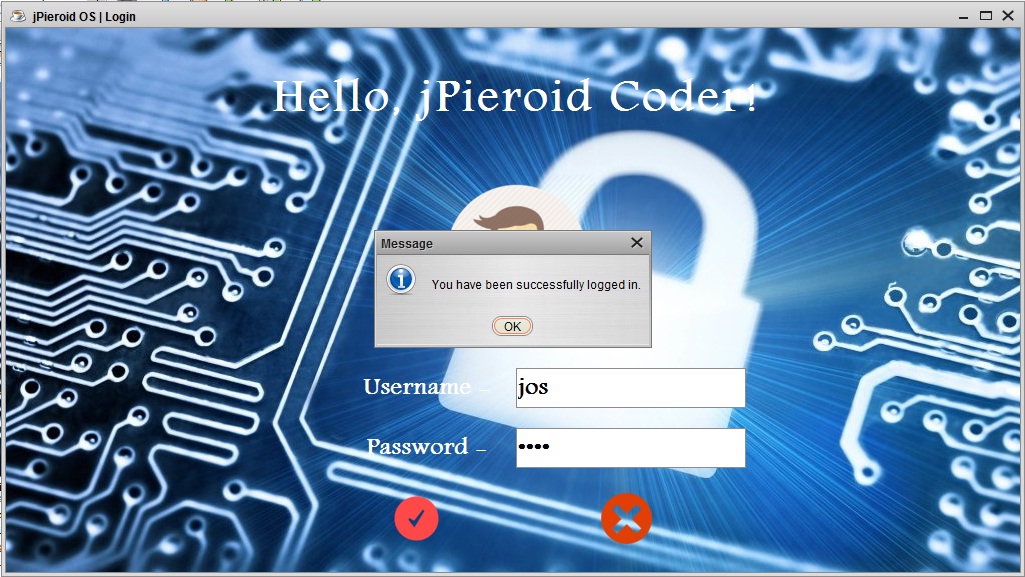 jPieroid OS | Login
Hello, jPieroid Coder!
Message
You have been successfully logged in.
OK
Username - jos
Password - ••••